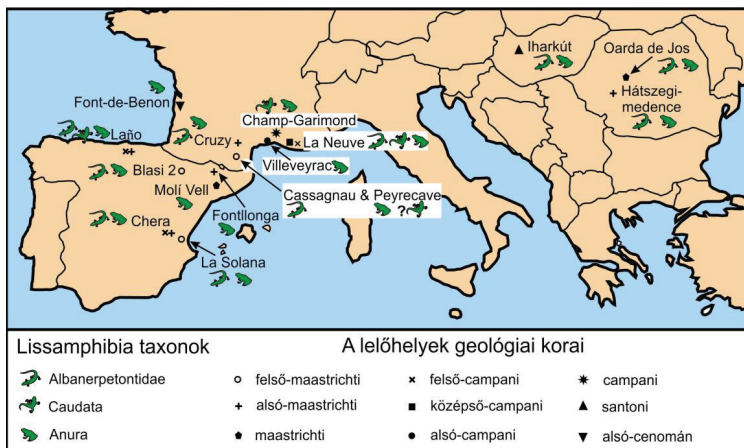 Iharkút
Oarda de Jos
Hátszegi-
medence
Font-de-Benon
Champ-Garimond
Laño
Cruzy
La Neuve
Villeveyrac
Blasi 2
Molí Vell
Cassagnau & Peyrecave
?
Fontllonga
Chera
La Solana
Lissamphibia taxonok
A lelőhelyek geológiai korai
Albanerpetontidae
felső-maastrichti
felső-campani
campani
Caudata
alsó-maastrichti
középső-campani
santoni
Anura
maastrichti
alsó-campani
alsó-cenomán